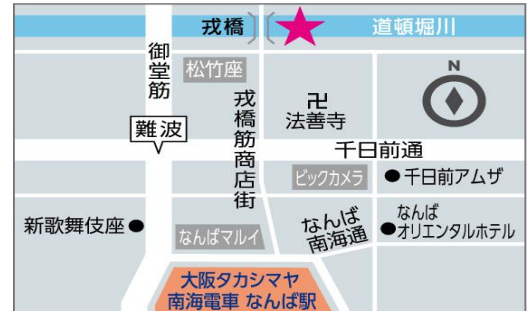 戎橋
道頓堀川
御堂筋
松竹座
N
戎橋筋商店街
卍
法善寺
難波
千日前通
ビックカメラ
千日前アムザ
新歌舞伎座
なんばマルイ
なんば
南海通
なんば
オリエンタルホテル
大阪タカシマヤ
南海電車 なんば駅